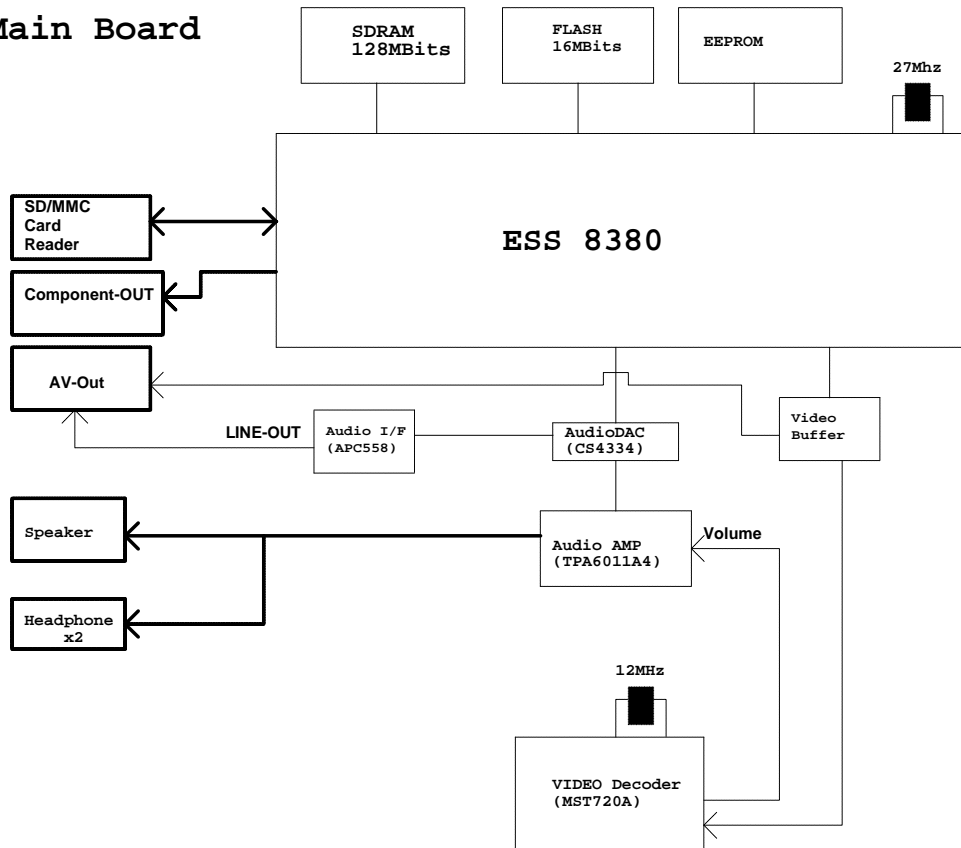 Main Board
SDRAM
128MBits
FLASH
16MBits
EEPROM
27Mhz
SD/MMC
Card
Reader
ESS 8380
Component-OUT
AV-Out
LINE-OUT
Audio I/F
(APC558)
AudioDAC
(CS4334)
Video
Buffer
Speaker
Audio AMP
(TPA6011A4)
Volume
Headphone
x2
12MHz
VIDEO Decoder
(MST720A)